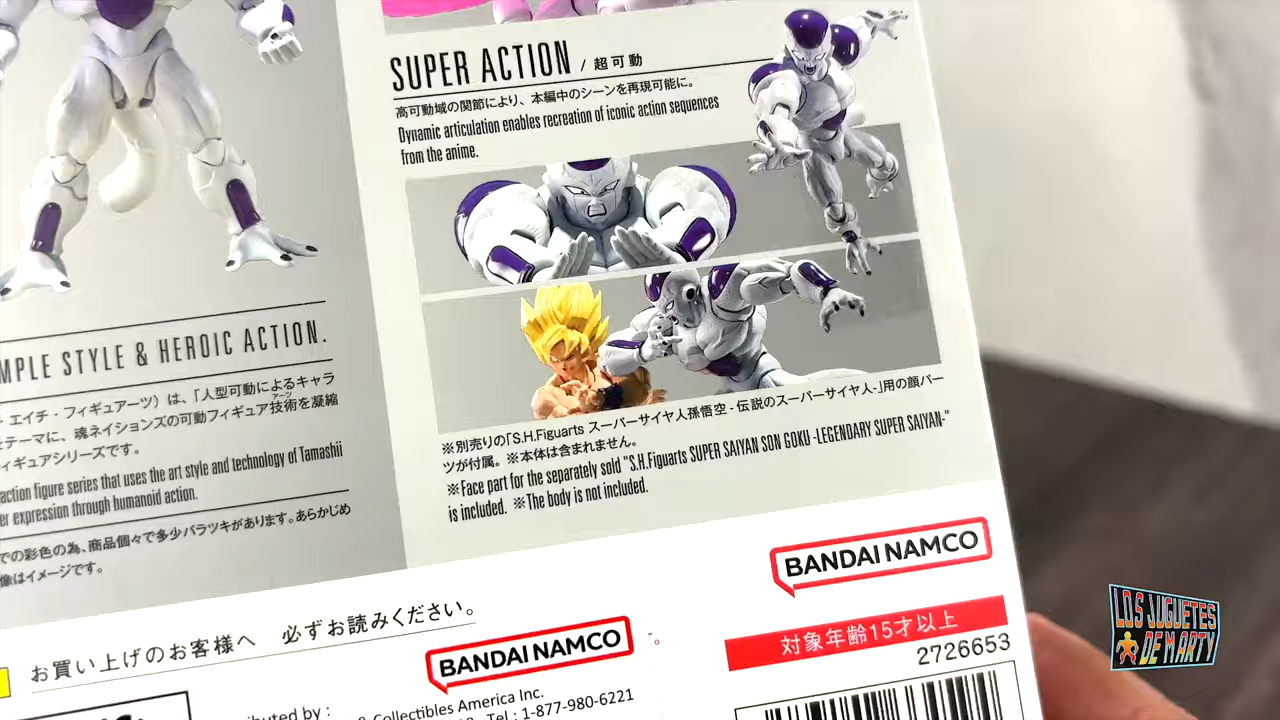 SUPER ACTION / 超可動
高可動域の関節により、本編中のシーンを再現可能に。
Dynamic articulation enables recreation of iconic action sequences
from the anime.
※別売りの「S.H.Figuarts スーパーサイヤ人孫悟空 - 伝説のスーパーサイヤ人-」用の顔パー
ツが付属。※本体は含まれません。
※Face part for the separately sold "S.H.Figuarts SUPER SAIYAN SON GOKU -LEGENDARY SUPER SAIYAN-"
is included. ※The body is not included.
MPLE STYLE & HEROIC ACTION.
エイチ・フィギュアーツ）は、「人型可動によるキャラ
をテーマに、魂ネイションズの可動フィギュア技術を凝縮
アーツ
ィギュアシリーズです。
action figure series that uses the art style and technology of Tamashii
er expression through humanoid action.
での彩色の為、商品個々で多少バラツキがあります。あらかじめ
像はイメージです。
お買い上げのお客様へ 必ずお読みください。
BANDAI NAMCO
BANDAI NAMCO
対象年齢15才以上
2726653
buted by :
& Collectibles America Inc.
Tel : 1-877-980-6221
LOS JUGUETES
DE MARTY